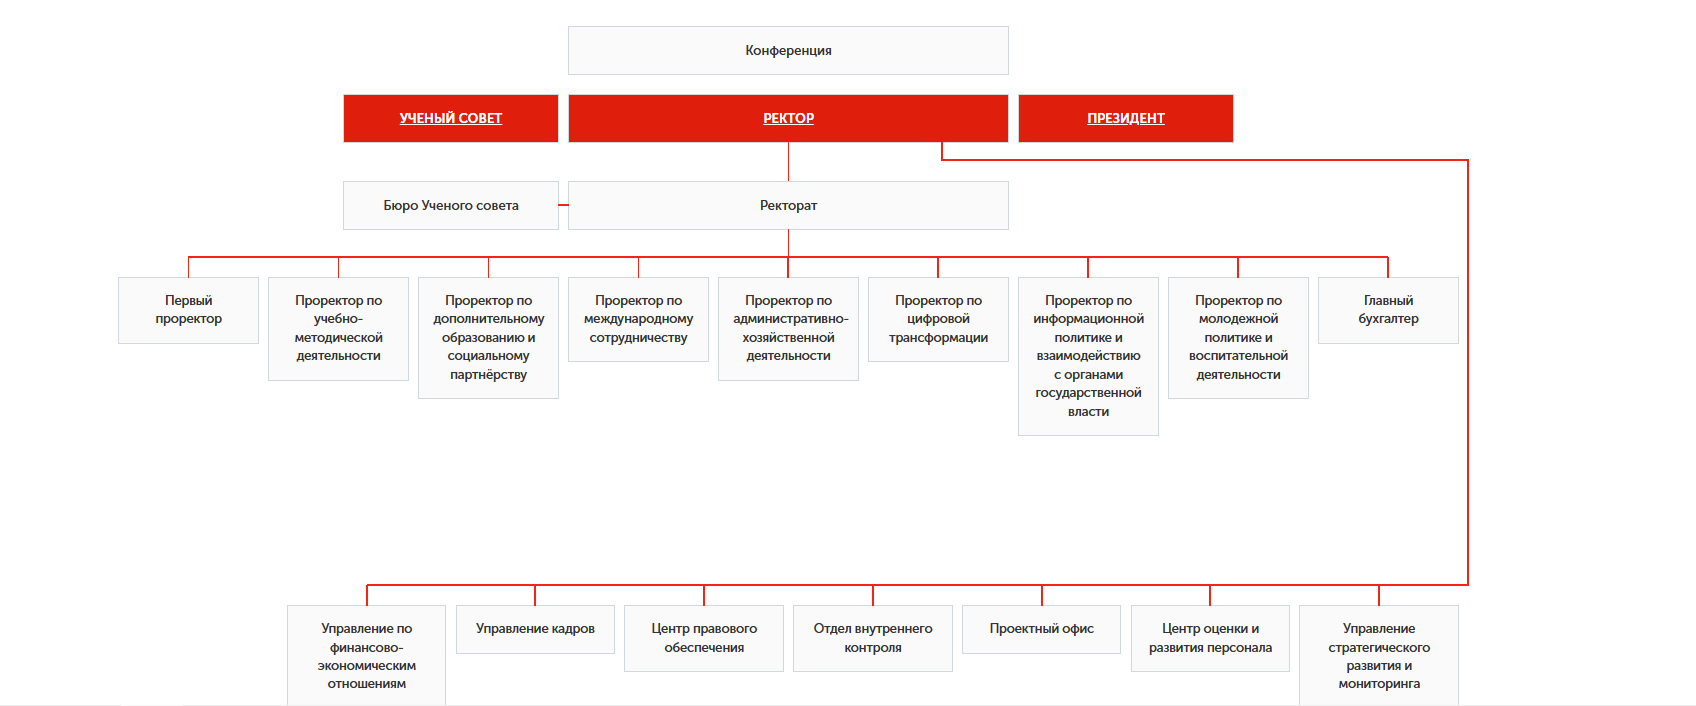 Конференция
УЧЕНЫЙ СОВЕТ
РЕКТОР
ПРЕЗИДЕНТ
Бюро Ученого совета
Ректорат
Первый
проректор
Проректор по
учебно-
методической
деятельности
Проректор по
дополнительному
образованию и
социальному
партнёрству
Проректор по
международному
сотрудничеству
Проректор по
административно-
хозяйственной
деятельности
Проректор по
цифровой
трансформации
Проректор по
информационной
политике и
взаимодействию
с органами
государственной
власти
Проректор по
молодежной
политике и
воспитательной
деятельности
Главный
бухгалтер
Управление по
финансово-
экономическим
отношениям
Управление кадров
Центр правового
обеспечения
Отдел внутреннего
контроля
Проектный офис
Центр оценки и
развития персонала
Управление
стратегического
развития и
мониторинга